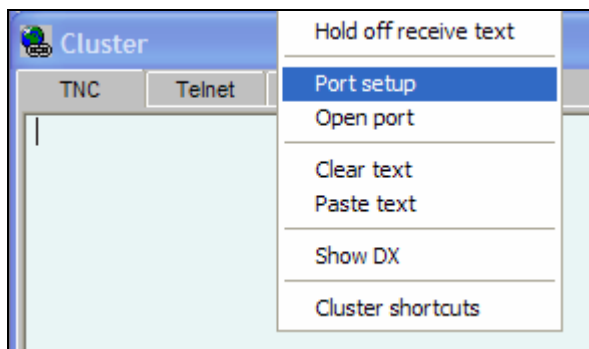 Cluster
TNC
Telnet
Hold off receive text
Port setup
Open port
Clear text
Paste text
Show DX
Cluster shortcuts